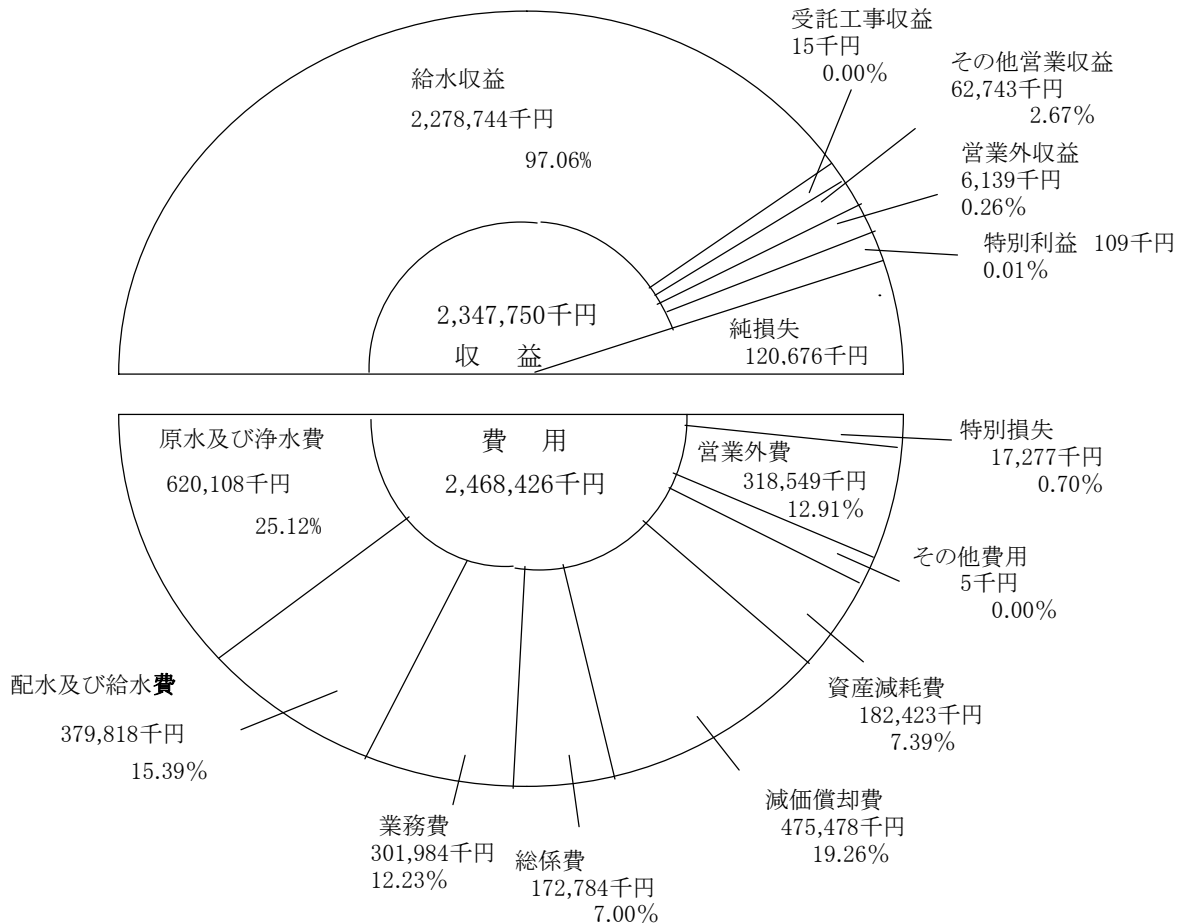 受託工事収益
15千円
0.00%
その他営業収益
62,743千円
2.67%
給水収益
2,278,744千円
97.06%
営業外収益
6,139千円
0.26%
特別利益 109千円
0.01%
2,347,750千円
収 益
純損失
120,676千円
原水及び浄水費
620,108千円
25.12%
費 用
2,468,426千円
営業外費
318,549千円
12.91%
特別損失
17,277千円
0.70%
その他費用
5千円
0.00%
配水及び給水費
379,818千円
15.39%
資産減耗費
182,423千円
7.39%
減価償却費
475,478千円
19.26%
業務費
301,984千円
12.23%
総係費
172,784千円
7.00%